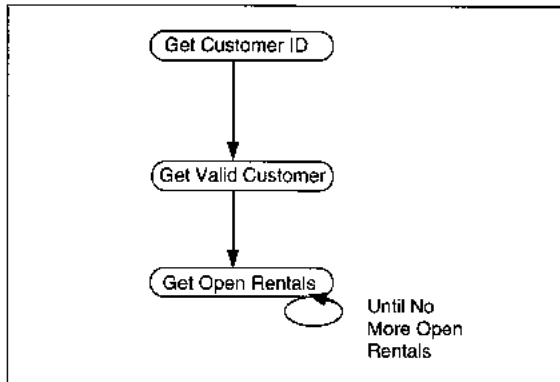 Get Customer ID
Get Valid Customer
Get Open Rentals
Until No
More Open
Rentals